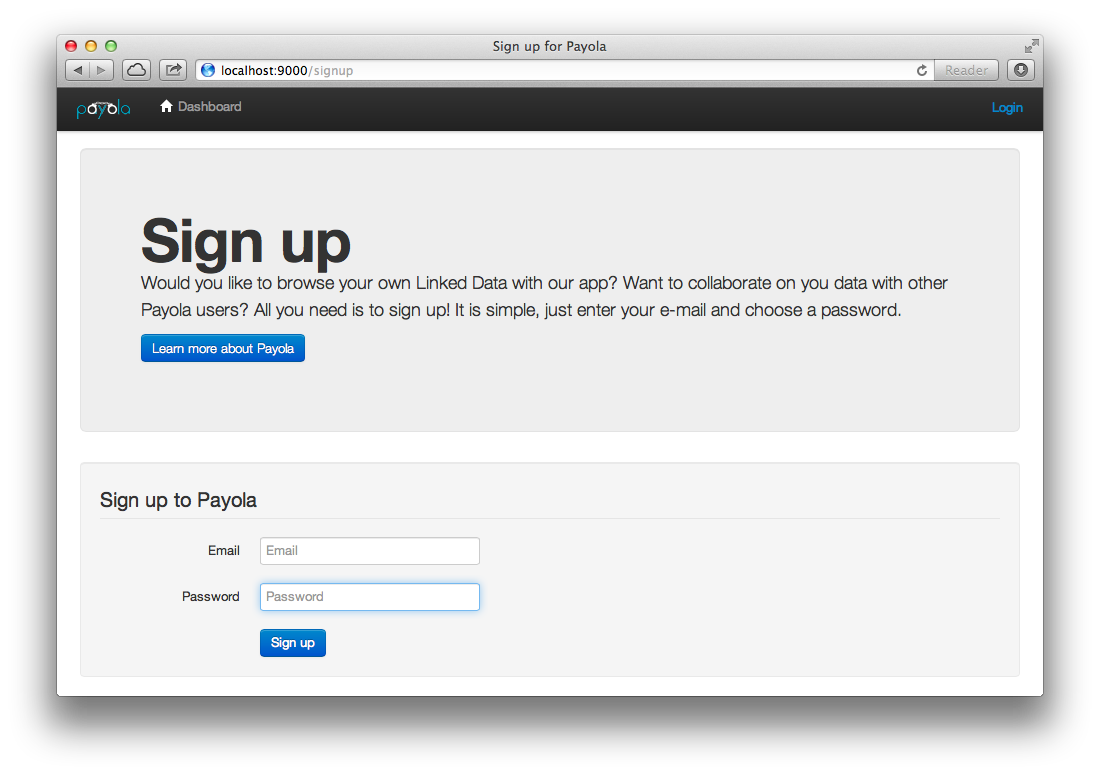 Sign up for Payola
localhost:9000/signup
Reader
payola
Dashboard
Login
Sign up
Would you like to browse your own Linked Data with our app? Want to collaborate on you data with other
Payola users? All you need is to sign up! It is simple, just enter your e-mail and choose a password.
Learn more about Payola
Sign up to Payola
Email
Email
Password
Password
Sign up